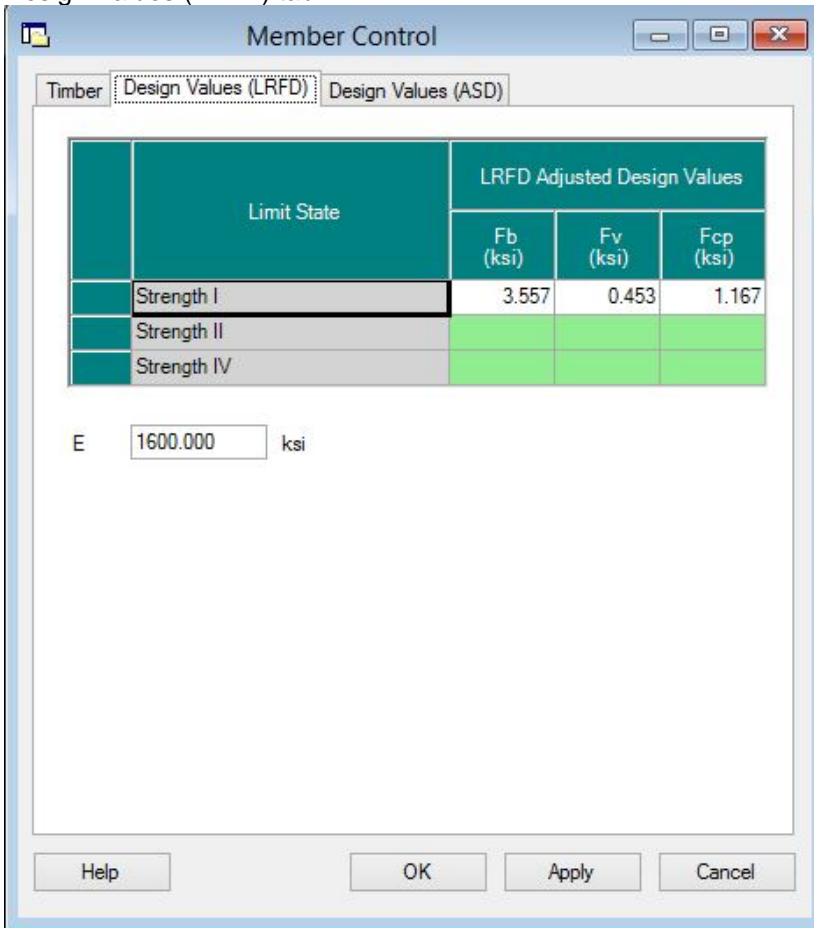 Member Control
Timber Design Values (LRFD) Design Values (ASD)
Limit State
LRFD Adjusted Design Values
Fb (ksi)
Fv (ksi)
Fcp (ksi)
Strength I 3.557 0.453 1.167
Strength II
Strength IV
E 1600.000 ksi
Help OK Apply Cancel